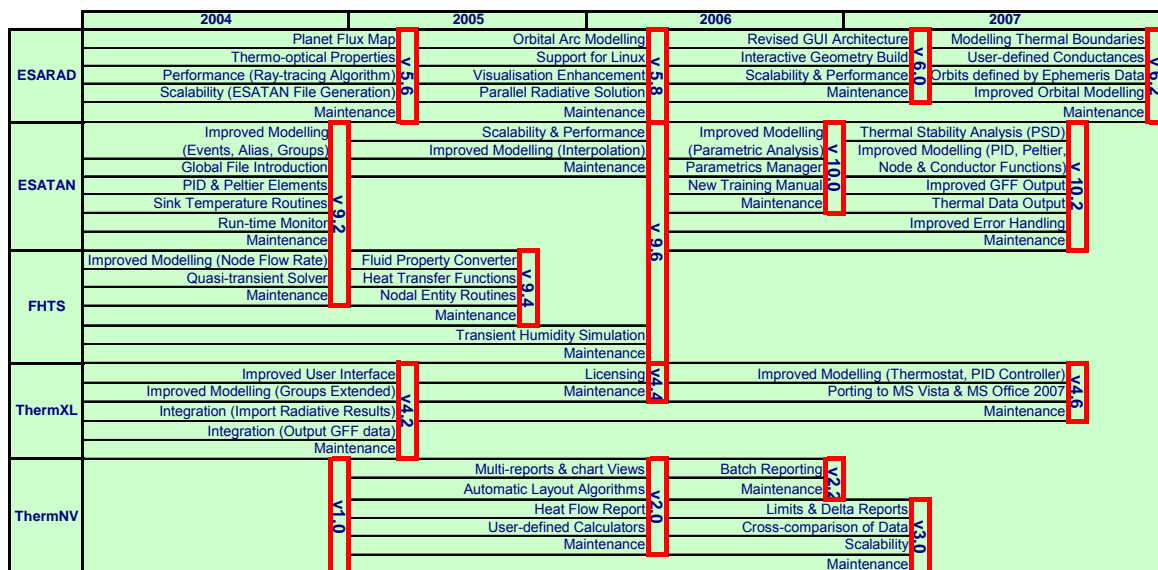 2004 2005 2006 2007
ESARAD
Planet Flux Map
Thermo-optical Properties
Performance (Ray-tracing Algorithm)
Scalability (ESATAN File Generation)
Maintenance
v 5.6
Orbital Arc Modelling
Support for Linux
Visualisation Enhancement
Parallel Radiative Solution
Maintenance
v 5.8
Revised GUI Architecture
Interactive Geometry Build
Scalability & Performance
Maintenance
v 6.0
Modelling Thermal Boundaries
User-defined Conductances
Orbits defined by Ephemeris Data
Improved Orbital Modelling
Maintenance
v 6.2
ESATAN
Improved Modelling
(Events, Alias, Groups)
Global File Introduction
PID & Peltier Elements
Sink Temperature Routines
Run-time Monitor
Maintenance
v 9.2
Scalability & Performance
Improved Modelling (Interpolation)
Maintenance
v 9.6
Improved Modelling
(Parametric Analysis)
Parametrics Manager
New Training Manual
Maintenance
v 10.0
Thermal Stability Analysis (PSD)
Improved Modelling (PID, Peltier,
Node & Conductor Functions)
Improved GFF Output
Thermal Data Output
Improved Error Handling
Maintenance
v 10.2
FHTS
Improved Modelling (Node Flow Rate)
Quasi-transient Solver
Maintenance
Fluid Property Converter
Heat Transfer Functions
Nodal Entity Routines
Maintenance
v 9.4
Transient Humidity Simulation
Maintenance
ThermXL
Improved User Interface
Improved Modelling (Groups Extended)
Integration (Import Radiative Results)
Integration (Output GFF data)
Maintenance
v4.2
Licensing
Maintenance
v4.4
Improved Modelling (Thermostat, PID Controller)
Porting to MS Vista & MS Office 2007
Maintenance
v4.6
ThermNV
v1.0
Multi-reports & chart Views
Automatic Layout Algorithms
Heat Flow Report
User-defined Calculators
Maintenance
v2.0
Batch Reporting
Maintenance
v2.2
Limits & Delta Reports
Cross-comparison of Data
Scalability
Maintenance
v3.0